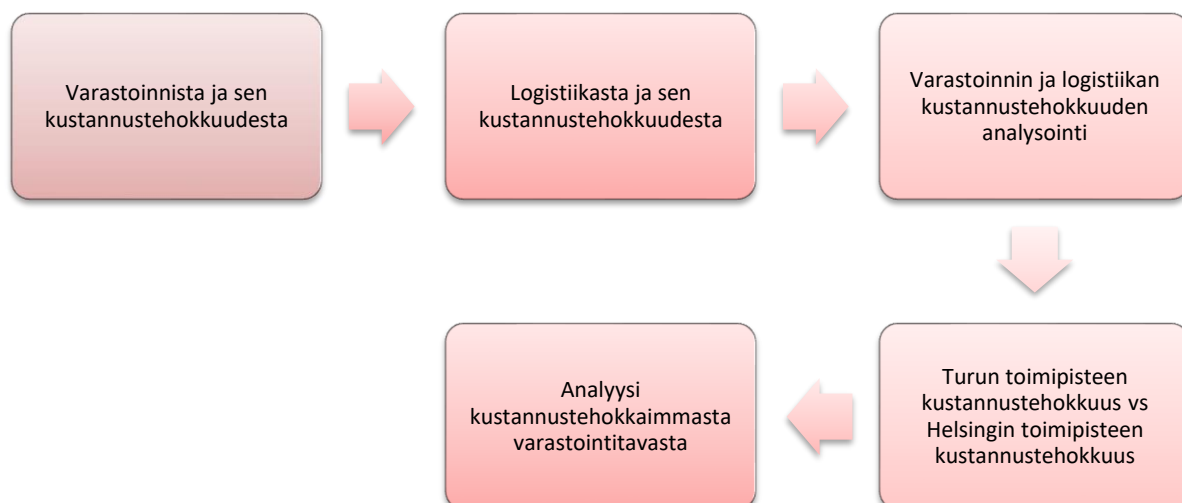 Varastoinnista ja sen
kustannustehokkuudesta
Logistiikasta ja sen
kustannustehokkuudesta
Varastoinnin ja logistiikan
kustannustehokkuuden
analysointi
Turun toimipisteen
kustannustehokkuus vs
Helsingin toimipisteen
kustannustehokkuus
Analyysi
kustannustehokkaimmasta
varastointitavasta